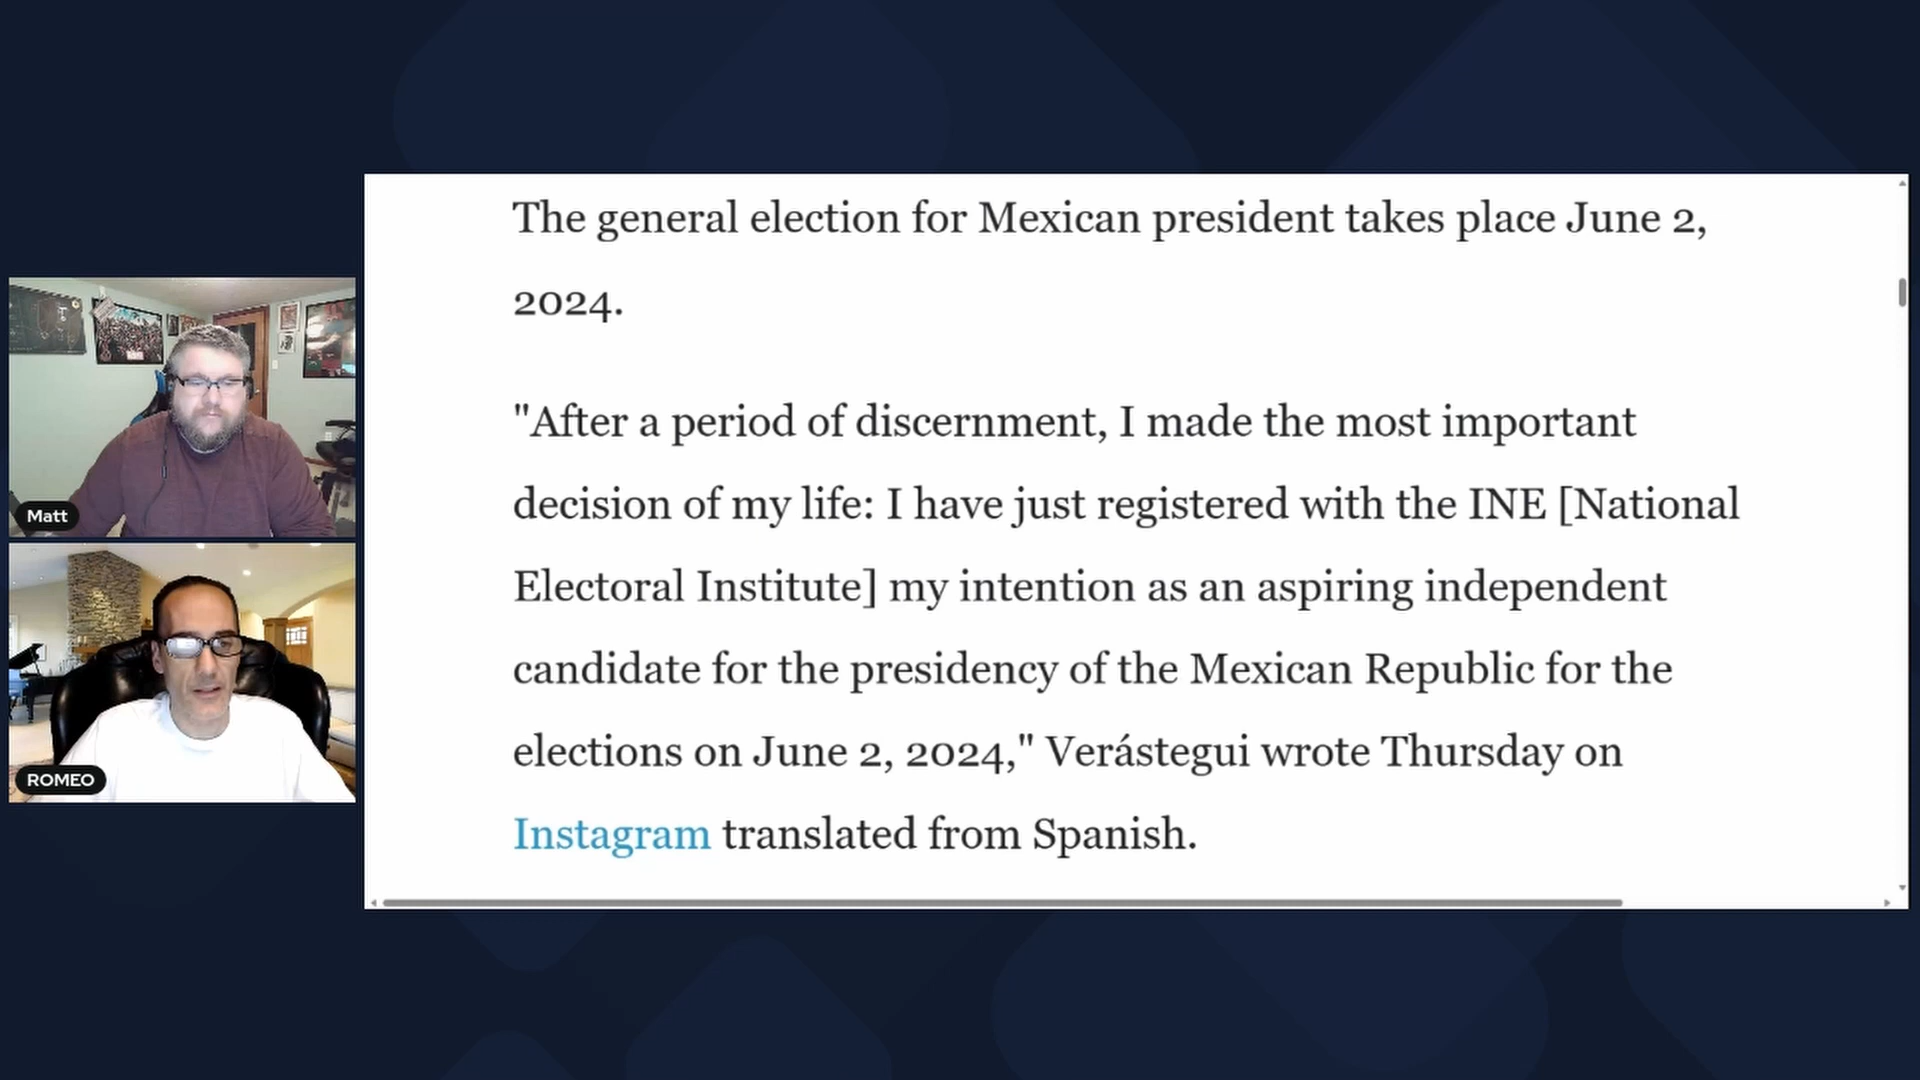 The general election for Mexican president takes place June 2,
2024.
"After a period of discernment, I made the most important
decision of my life: I have just registered with the INE [National
Electoral Institute] my intention as an aspiring independent
candidate for the presidency of the Mexican Republic for the
elections on June 2, 2024," Verástegui wrote Thursday on
Instagram translated from Spanish.
Matt
ROMEO